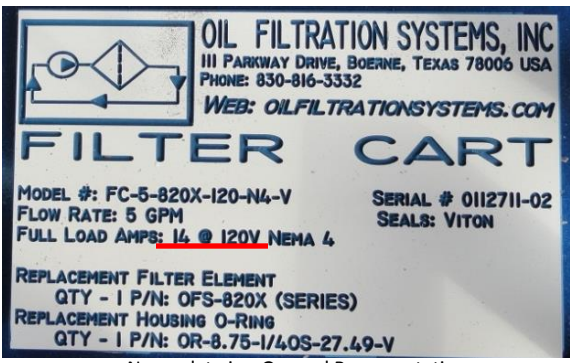 OIL FILTRATION SYSTEMS, INC
111 PARKWAY DRIVE, BOERNE, TEXAS 78006 USA
PHONE: 830-816-3332
WEB: OILFILTRATIONSYSTEMS.COM
FILTER CART
MODEL #: FC-5-820X-120-N4-V
SERIAL # 0112711-02
FLOW RATE: 5 GPM
SEALS: VITON
FULL LOAD AMPS: 14 @ 120V NEMA 4
REPLACEMENT FILTER ELEMENT
QTY - 1 P/N: OFS-820X (SERIES)
REPLACEMENT HOUSING O-RING
QTY - 1 P/N: OR-8.75-1/4OS-27.49-V